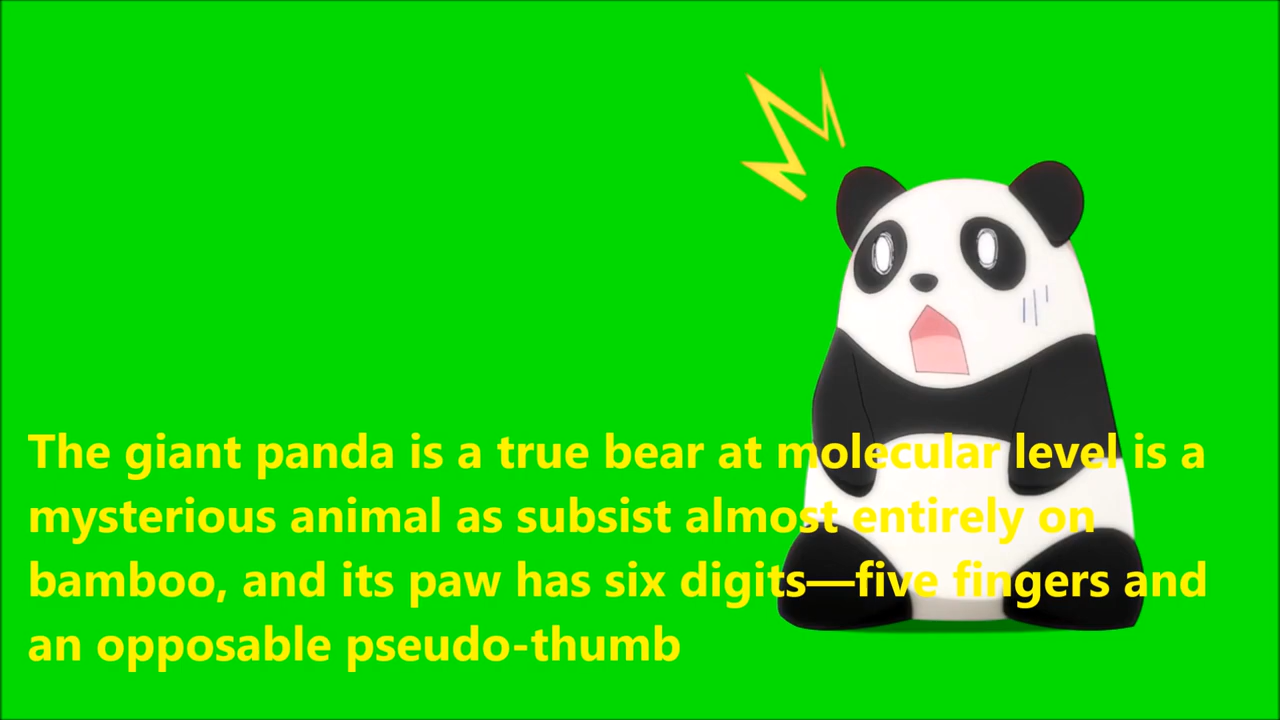 The giant panda is a true bear at molecular level is a
mysterious animal as subsist almost entirely on
bamboo, and its paw has six digits—five fingers and
an opposable pseudo-thumb